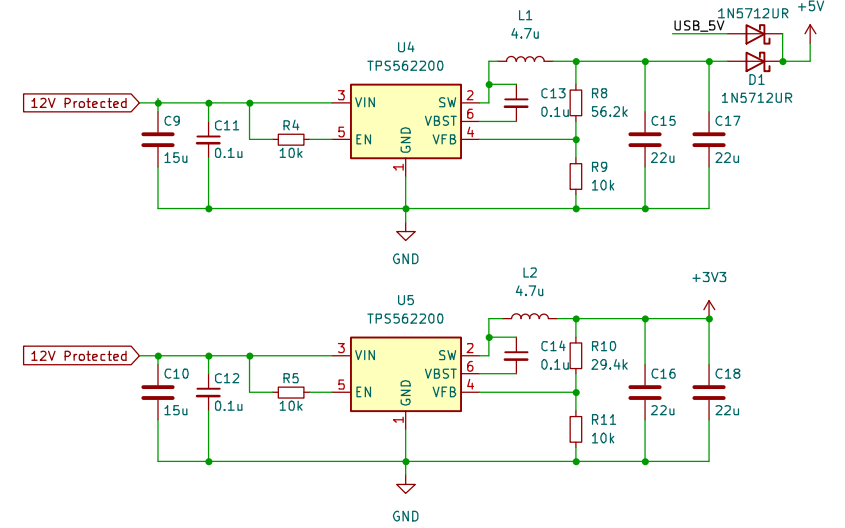 1N5712UR
+5V
USB_5V
D1
1N5712UR
L1
4.7u
U4
TPS562200
12V Protected
C9
15u
C11
0.1u
R4
10k
3
VIN
5
EN
GND
1
SW
2
VBST
6
VFB
4
C13
0.1u
R8
56.2k
R9
10k
C15
22u
C17
22u
GND
L2
4.7u
+3V3
U5
TPS562200
12V Protected
C10
15u
C12
0.1u
R5
10k
3
VIN
5
EN
GND
1
SW
2
VBST
6
VFB
4
C14
0.1u
R10
29.4k
R11
10k
C16
22u
C18
22u
GND